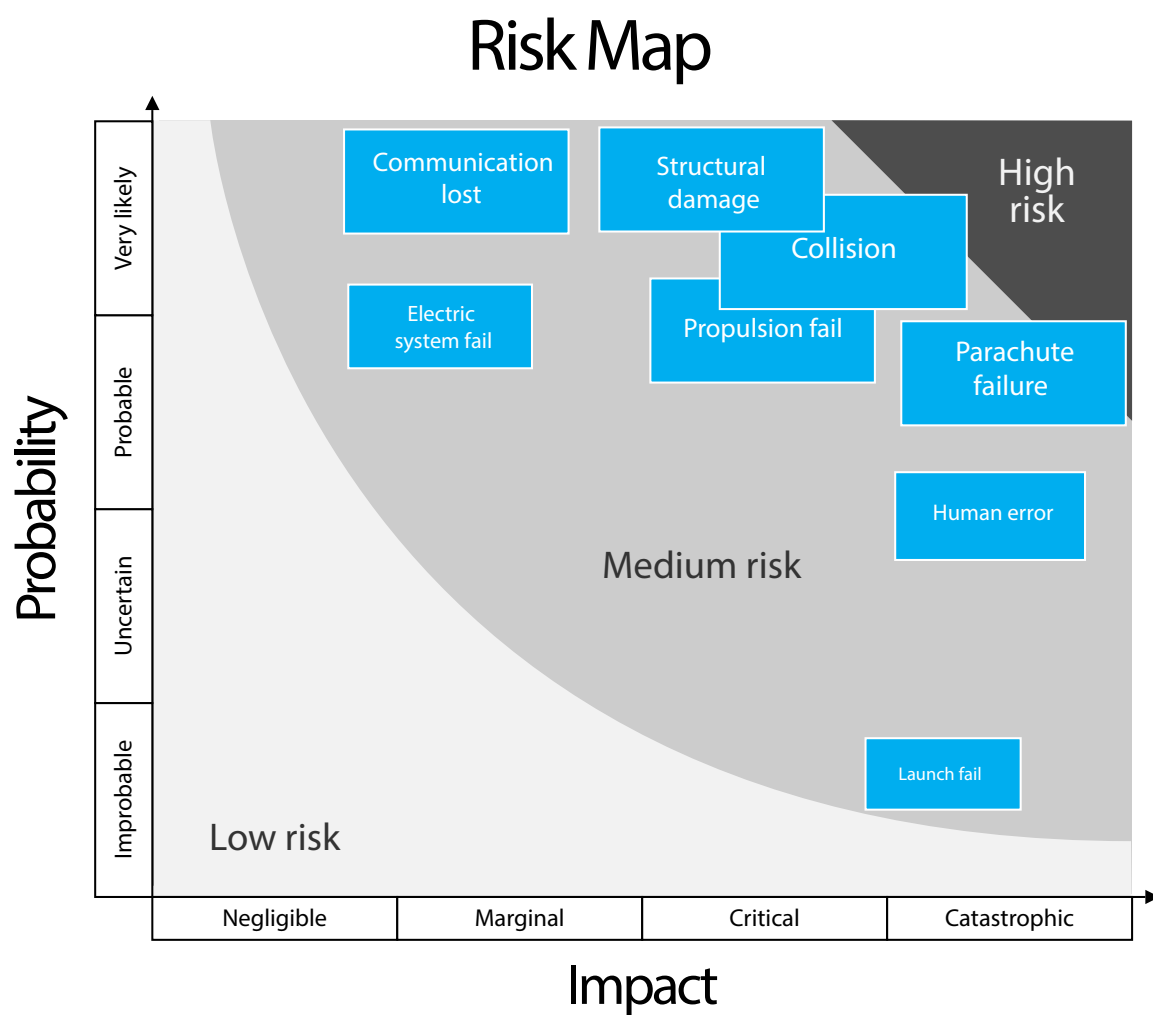 Risk Map
Probability
Very likely
Probable
Uncertain
Improbable
Communication
lost
Structural
damage
High
risk
Collision
Electric
system fail
Propulsion fail
Parachute
failure
Human error
Medium risk
Launch fail
Low risk
Negligible
Marginal
Critical
Catastrophic
Impact